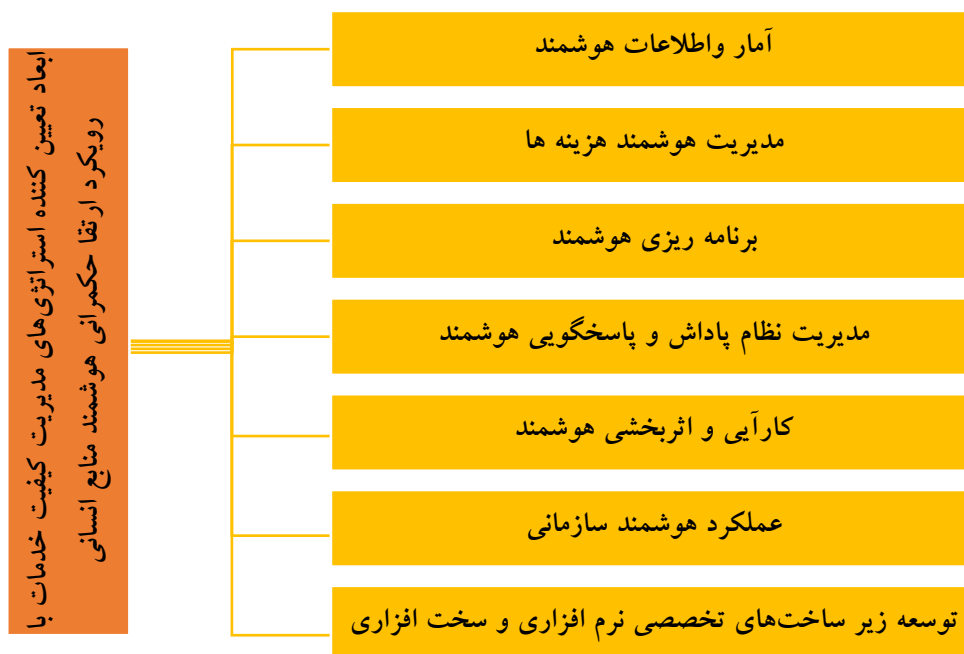 ابعاد تعیین کننده استراتژی‌های مدیریت کیفیت خدمات با
رویکرد ارتقا حکمرانی هوشمند منابع انسانی
آمار واطلاعات هوشمند
مدیریت هوشمند هزینه ها
برنامه ریزی هوشمند
مدیریت نظام پاداش و پاسخگویی هوشمند
کارآیی و اثربخشی هوشمند
عملکرد هوشمند سازمانی
توسعه زیر ساخت‌های تخصصی نرم افزاری و سخت افزاری